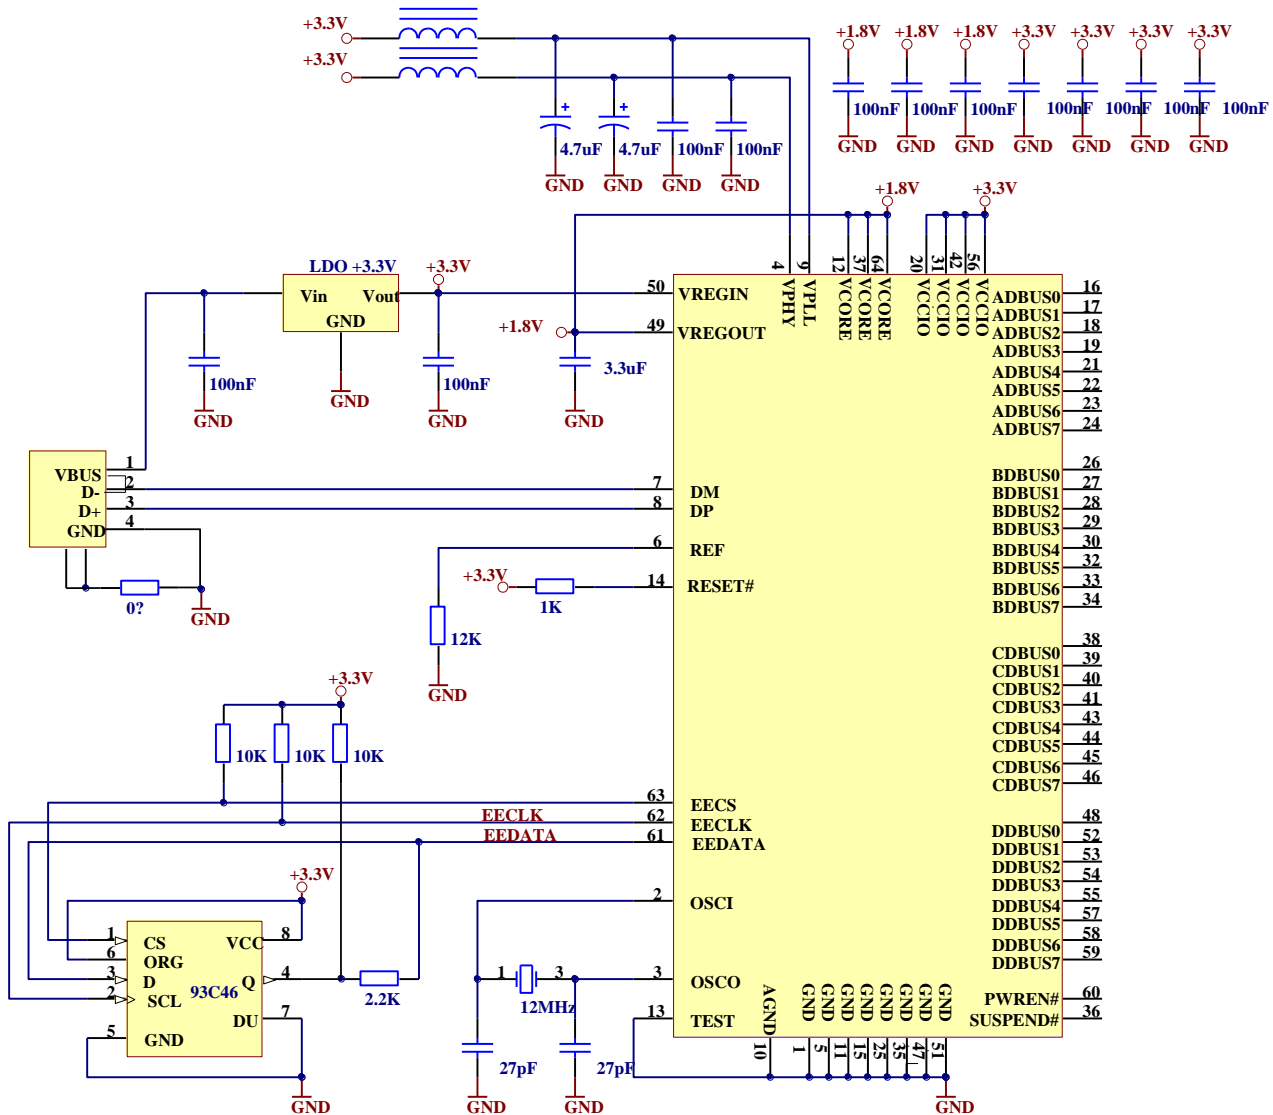 +3.3V
+3.3V
4.7uF
4.7uF
100nF
100nF
GND
GND
GND
GND
+1.8V
+1.8V
+1.8V
+3.3V
+3.3V
+3.3V
+3.3V
100nF
100nF
100nF
100nF
100nF
100nF
100nF
GND
GND
GND
GND
GND
GND
GND
+1.8V
+3.3V
LDO +3.3V
Vin
Vout
GND
+3.3V
100nF
GND
GND
100nF
GND
+1.8V
3.3uF
GND
VBUS
D-
D+
GND
1
2
3
4
0?
GND
12K
GND
+3.3V
1K
+3.3V
10K
10K
10K
EECLK
EEDATA
+3.3V
1
6
3
2
5
CS
ORG
D
SCL
GND
93C46
VCC
Q
DU
8
4
7
2.2K
GND
1
3
12MHz
27pF
27pF
GND
GND
50 VREGIN
49 VREGOUT
7 DM
8 DP
6 REF
14 RESET#
63 EECS
62 EECLK
61 EEDATA
2 OSCI
3 OSCO
13 TEST
4 VPHY
9 VPLL
12 VCORE
37 VCORE
64 VCORE
20 VCCIO
31 VCCIO
42 VCCIO
56 VCCIO
ADBUS0 16
ADBUS1 17
ADBUS2 18
ADBUS3 19
ADBUS4 21
ADBUS5 22
ADBUS6 23
ADBUS7 24
BDBUS0 26
BDBUS1 27
BDBUS2 28
BDBUS3 29
BDBUS4 30
BDBUS5 32
BDBUS6 33
BDBUS7 34
CDBUS0 38
CDBUS1 39
CDBUS2 40
CDBUS3 41
CDBUS4 43
CDBUS5 44
CDBUS6 45
CDBUS7 46
DDBUS0 48
DDBUS1 52
DDBUS2 53
DDBUS3 54
DDBUS4 55
DDBUS5 57
DDBUS6 58
DDBUS7 59
PWREN# 60
SUSPEND# 36
AGND 10
GND 1
GND 5
GND 11
GND 15
GND 25
GND 35
GND 47
GND 51
GND